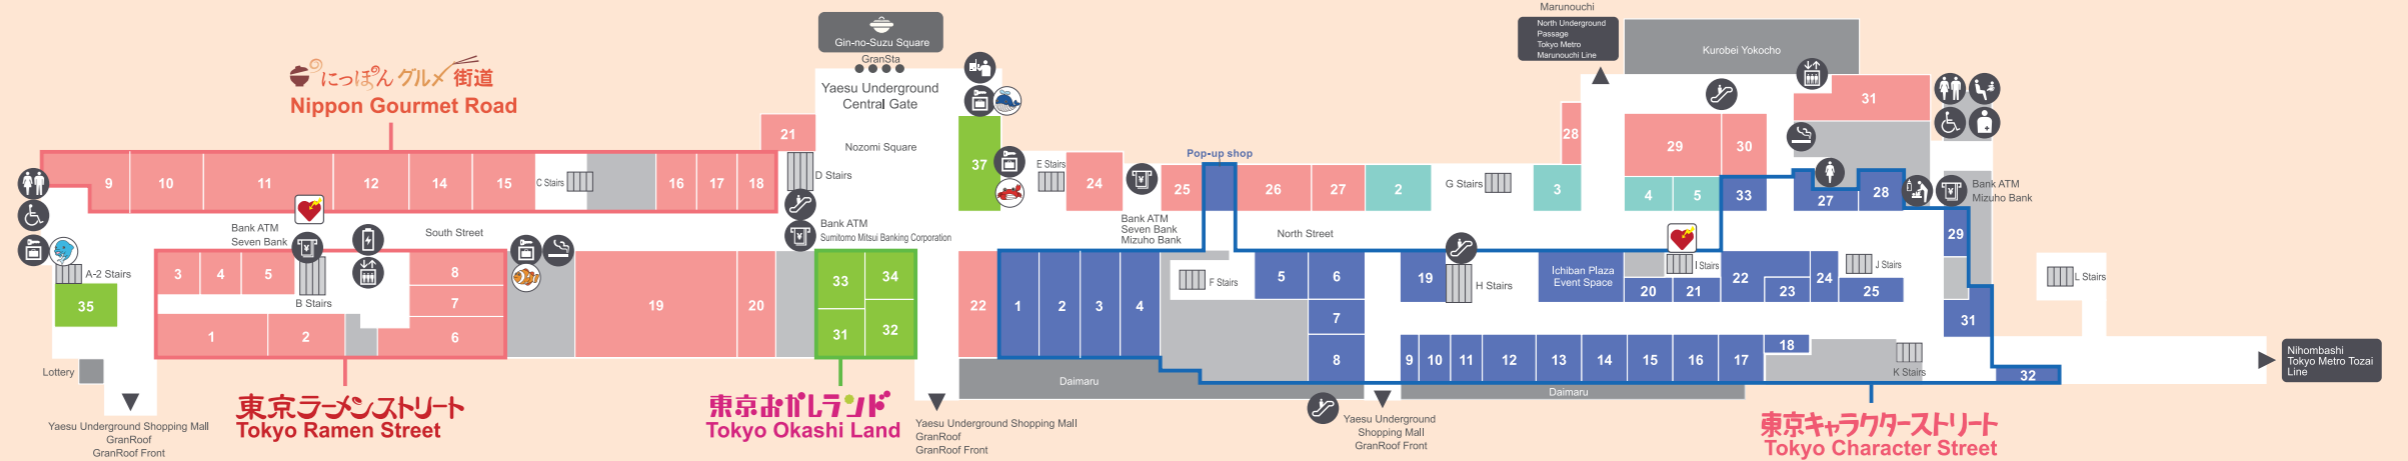 Gin-no-Suzu Square
GranSta
Yaesu Underground
Central Gate
Nozomi Square
にっぽんグルメ街道
Nippon Gourmet Road
Marunouchi
North Underground
Passage
Tokyo Metro
Marunouchi Line
Kurobei Yokocho
31
21
37
28
29
30
Pop-up shop
9
10
11
12
14
15
C Stairs
16
17
18
D Stairs
E Stairs
24
25
26
27
2
G Stairs
3
4
5
33
27
28
Bank ATM
Mizuho Bank
Bank ATM
Seven Bank
South Street
Bank ATM
Sumitomo Mitsui Banking Corporation
Bank ATM
Seven Bank
Mizuho Bank
North Street
29
A-2 Stairs
35
3
4
5
B Stairs
8
7
6
1
2
19
20
33
34
31
32
22
1
2
3
4
F Stairs
5
6
7
8
19
H Stairs
Ichiban Plaza
Event Space
I Stairs
20
21
22
23
24
J Stairs
25
31
L Stairs
9
10
11
12
13
14
15
16
17
18
K Stairs
32
Nihombashi
Tokyo Metro Tozai
Line
Lottery
Daimaru
Daimaru
Yaesu Underground Shopping Mall
GranRoof
GranRoof Front
東京ラーメンストリート
Tokyo Ramen Street
東京おかしランド
Tokyo Okashi Land
Yaesu Underground Shopping Mall
GranRoof
GranRoof Front
Yaesu Underground
Shopping Mall
GranRoof Front
東京キャラクターストリート
Tokyo Character Street